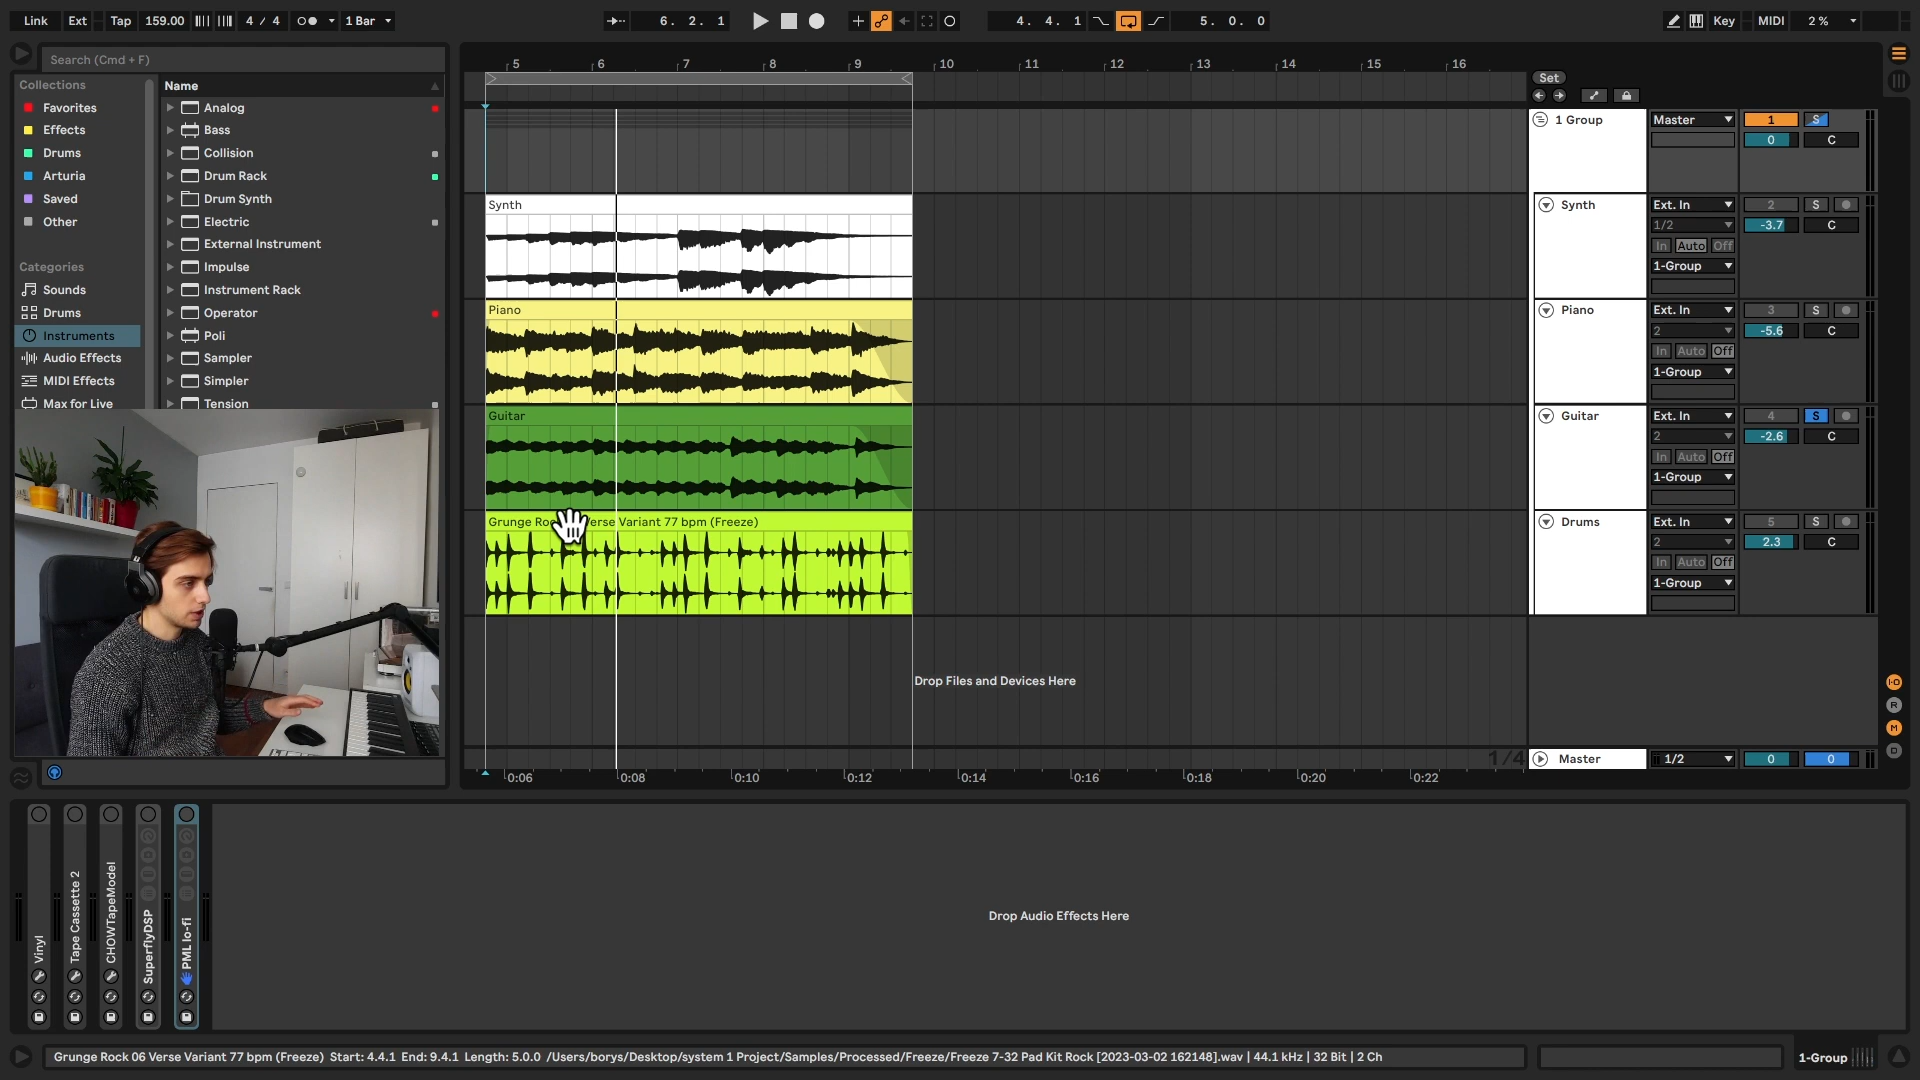 Link Ext Tap 159.00 4 / 4 1 Bar 6. 2. 1 4. 4. 1 5. 0. 0 Key MIDI 2 %
Search (Cmd + F)
Collections
Favorites
Effects
Drums
Arturia
Saved
Other
Categories
Sounds
Drums
Instruments
Audio Effects
MIDI Effects
Max for Live
Name
Analog
Bass
Collision
Drum Rack
Drum Synth
Electric
External Instrument
Impulse
Instrument Rack
Operator
Poli
Sampler
Simpler
Tension
5 6 7 8 9 10 11 12 13 14 15 16
Set
Synth
Piano
Guitar
Grunge Ro Verse Variant 77 bpm (Freeze)
Drop Files and Devices Here
1/4
0:06 0:08 0:10 0:12 0:14 0:16 0:18 0:20 0:22
1 Group Master 1 S
0 C
Synth Ext. In 2 S
1/2 -3.7 C
In Auto Off
1-Group
Piano Ext. In 3 S
2 -5.6 C
In Auto Off
1-Group
Guitar Ext. In 4 S
2 -2.6 C
In Auto Off
1-Group
Drums Ext. In 5 S
2 2.3 C
In Auto Off
1-Group
Master 1/2 0 0
I·O
R
M
D
Vinyl
Tape Cassette 2
CHOWTapeModel
SuperflyDSP
PML lo-fi
Drop Audio Effects Here
Grunge Rock 06 Verse Variant 77 bpm (Freeze) Start: 4.4.1 End: 9.4.1 Length: 5.0.0 /Users/borys/Desktop/system 1 Project/Samples/Processed/Freeze/Freeze 7-32 Pad Kit Rock [2023-03-02 162148].wav | 44.1 kHz | 32 Bit | 2 Ch
1-Group